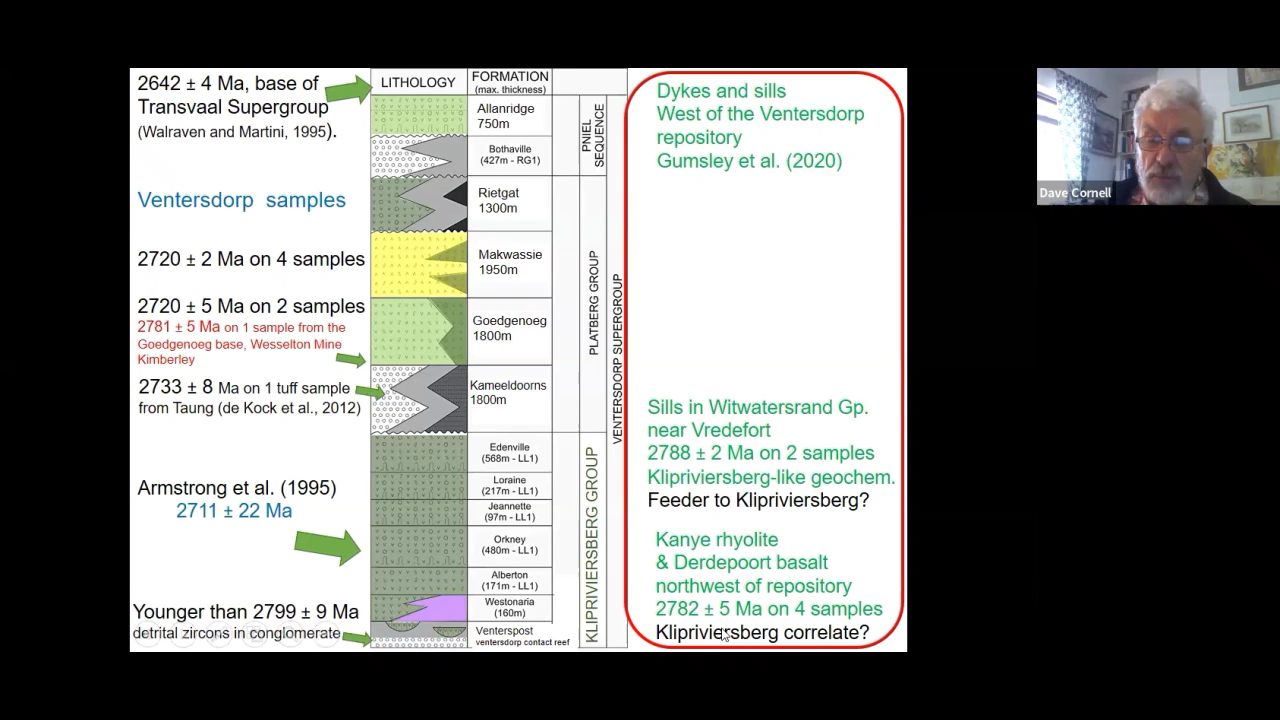 2642 ± 4 Ma, base of
Transvaal Supergroup
(Walraven and Martini, 1995).
Ventersdorp samples
2720 ± 2 Ma on 4 samples
2720 ± 5 Ma on 2 samples
2781 ± 5 Ma on 1 sample from the
Goedgenoeg base, Wesselton Mine
Kimberley
2733 ± 8 Ma on 1 tuff sample
from Taung (de Kock et al., 2012)
Armstrong et al. (1995)
2711 ± 22 Ma
Younger than 2799 ± 9 Ma
detrital zircons in conglomerate
LITHOLOGY
FORMATION
(max. thickness)
Allanridge
750m
Bothaville
(427m - RG1)
Rietgat
1300m
Makwassie
1950m
Goedgenoeg
1800m
Kameeldoorns
1800m
Edenville
(568m - LL1)
Loraine
(217m - LL1)
Jeannette
(97m - LL1)
Orkney
(480m - LL1)
Alberton
(171m - LL1)
Westonaria
(160m)
Venterspost
ventersdorp contact reef
PNIEL
SEQUENCE
PLATBERG GROUP
KLIPRIVIERSBERG GROUP
VENTERSDORP SUPERGROUP
Dykes and sills
West of the Ventersdorp
repository
Gumsley et al. (2020)
Sills in Witwatersrand Gp.
near Vredefort
2788 ± 2 Ma on 2 samples
Klipriviersberg-like geochem.
Feeder to Klipriviersberg?
Kanye rhyolite
& Derdepoort basalt
northwest of repository
2782 ± 5 Ma on 4 samples
Klipriviersberg correlate?
Dave Cornell